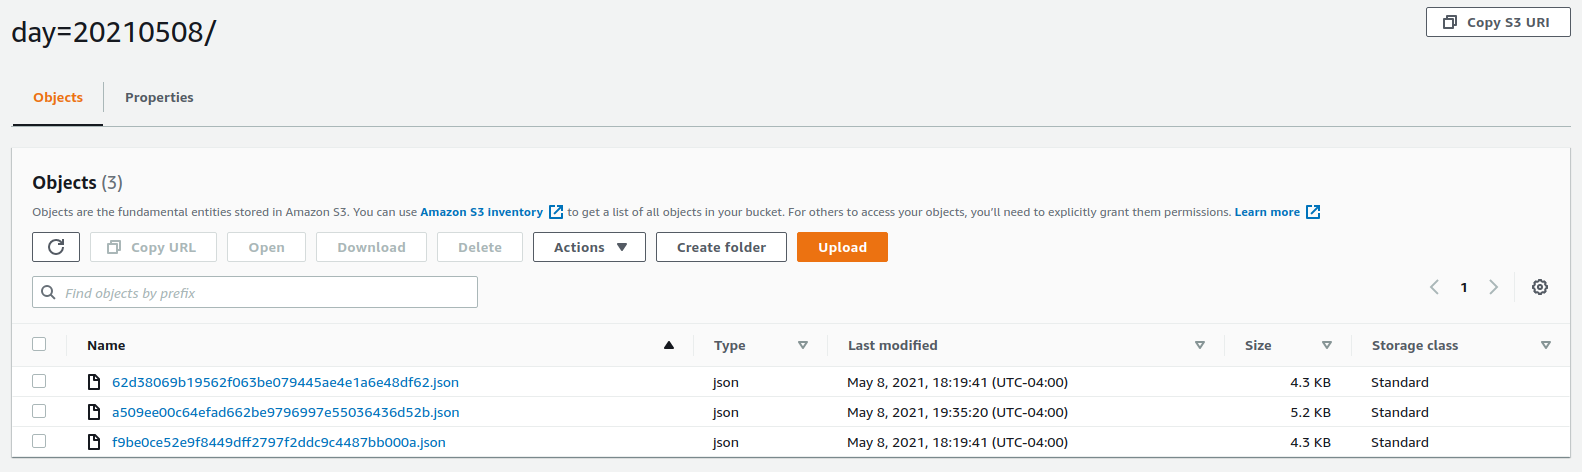 day=20210508/
Copy S3 URI
Objects
Properties
Objects (3)
Objects are the fundamental entities stored in Amazon S3. You can use Amazon S3 inventory to get a list of all objects in your bucket. For others to access your objects, you'll need to explicitly grant them permissions. Learn more
Copy URL
Open
Download
Delete
Actions
Create folder
Upload
Find objects by prefix
1
Name Type Last modified Size Storage class
62d38069b19562f063be079445ae4e1a6e48df62.json json May 8, 2021, 18:19:41 (UTC-04:00) 4.3 KB Standard
a509ee00c64efad662be9796997e55036436d52b.json json May 8, 2021, 19:35:20 (UTC-04:00) 5.2 KB Standard
f9be0ce52e9f8449dff2797f2ddc9c4487bb000a.json json May 8, 2021, 18:19:41 (UTC-04:00) 4.3 KB Standard